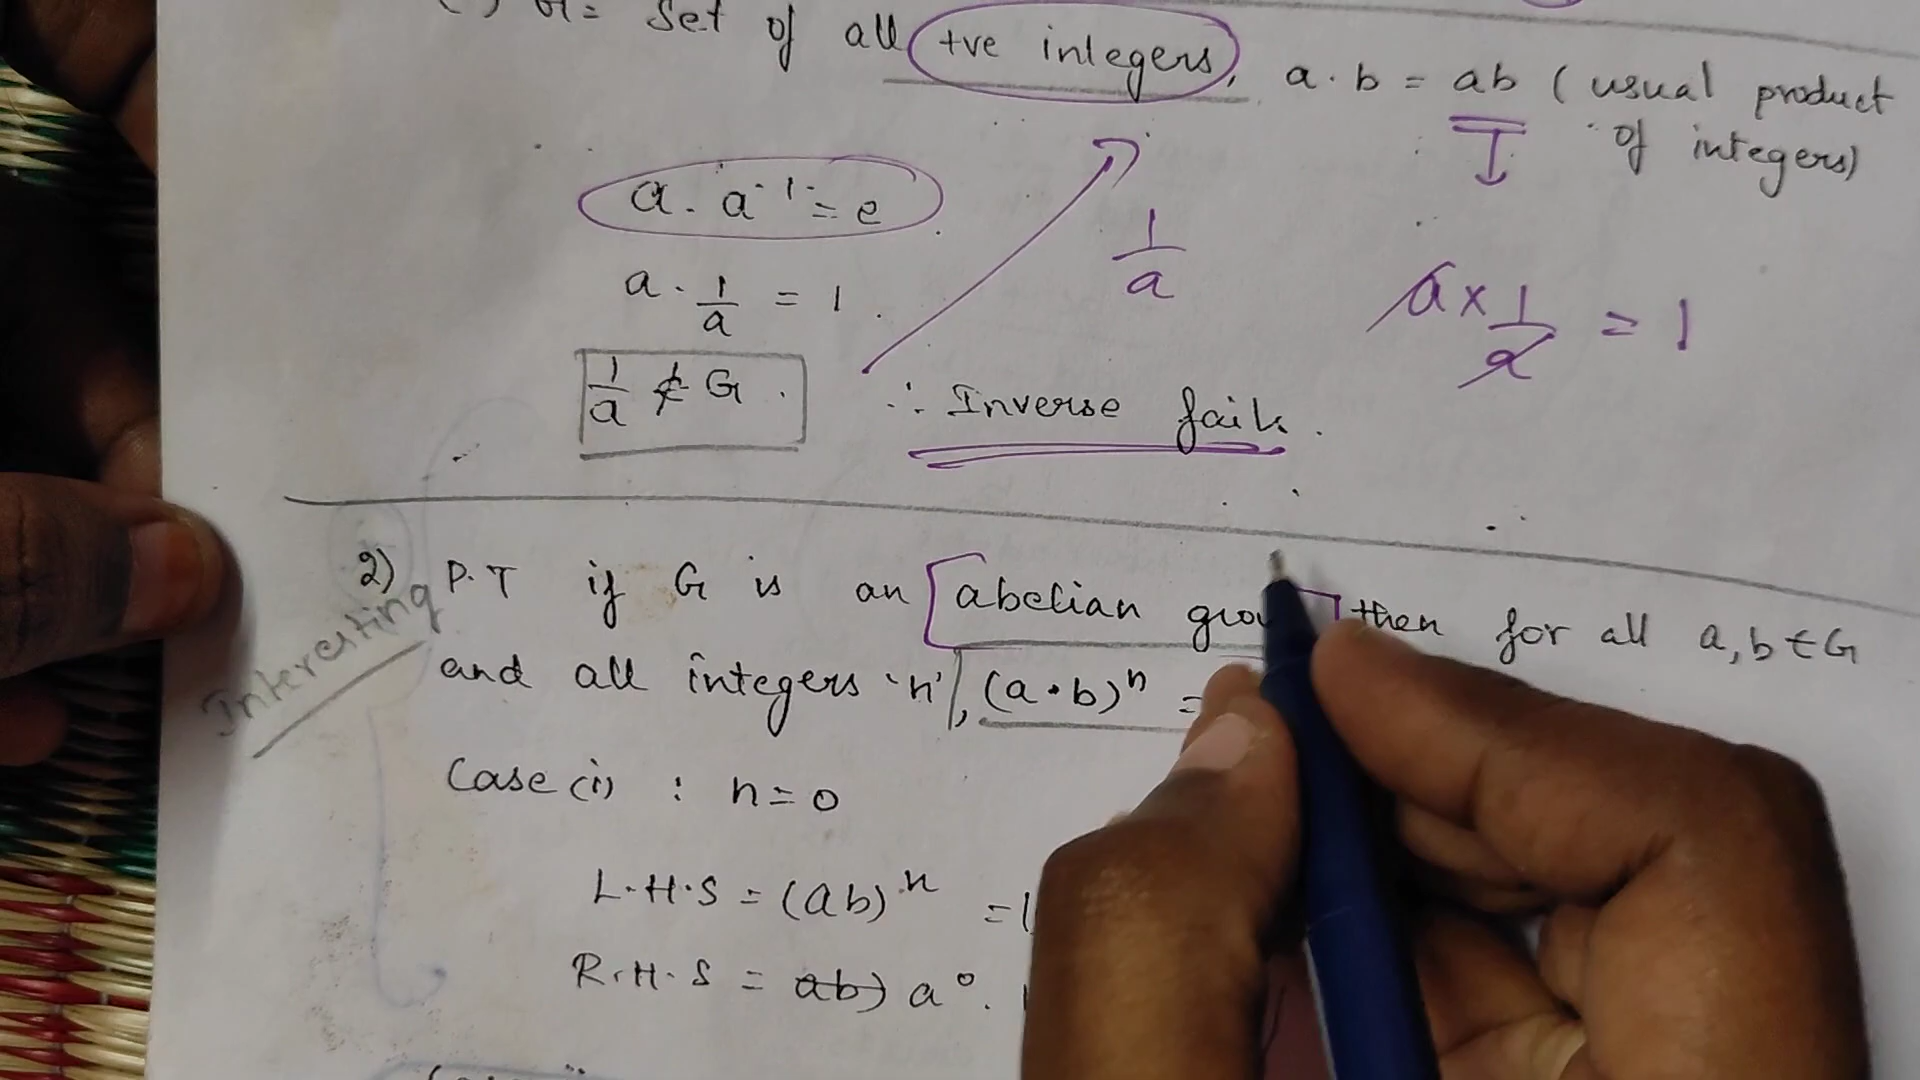 G = Set of all +ve integers, a · b = ab (usual product
of integers)
a · a⁻¹ = e
1/a
a · 1/a = 1.
a × 1/a = 1
1/a ∉ G.
∴ Inverse fails.
2) P.T if G is an abelian group then for all a, b ∈ G
Interesting
and all integers 'n', (a · b)ⁿ =
Case (i) : n = 0
L.H.S = (ab)ⁿ =
R.H.S = ab) a⁰ .